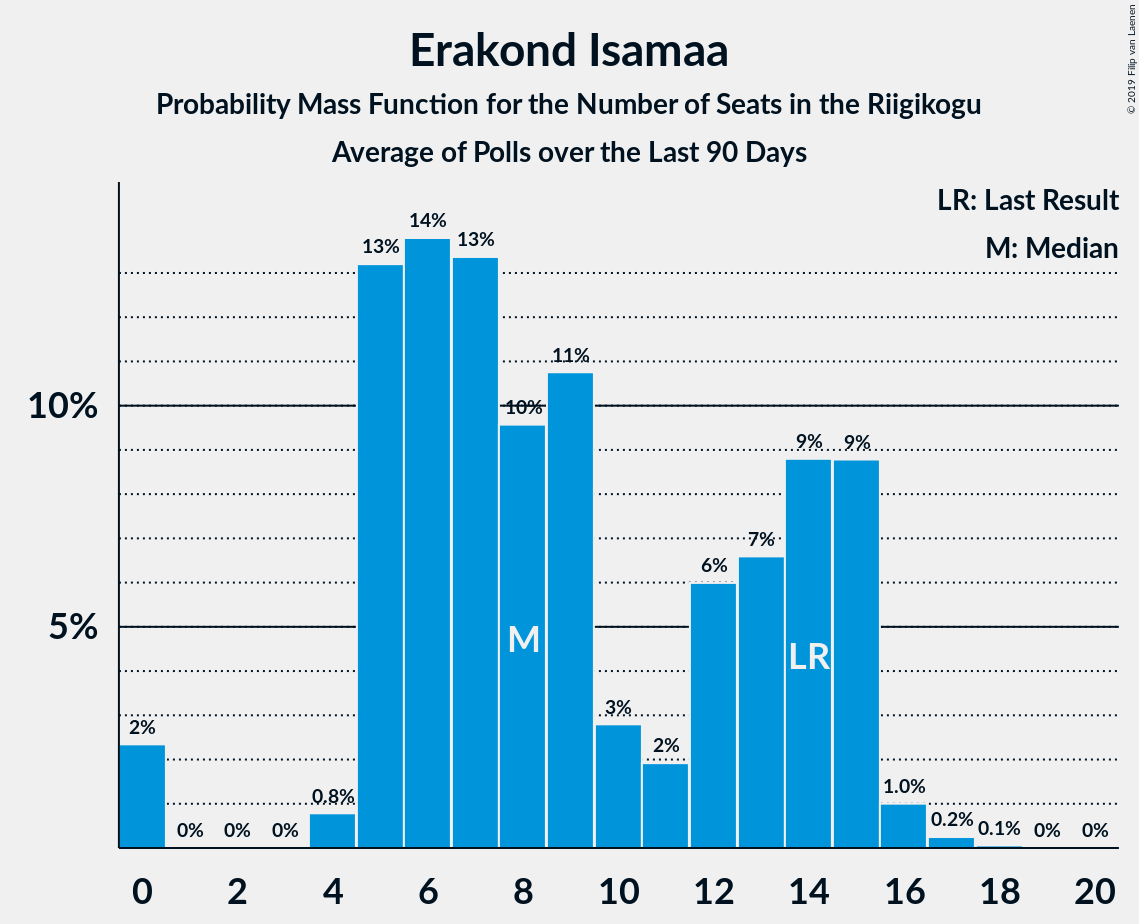 Erakond Isamaa
Probability Mass Function for the Number of Seats in the Riigikogu
Average of Polls over the Last 90 Days
© 2019 Filip van Laenen
LR: Last Result
M: Median
10%
5%
2%
0%
0%
0%
0.8%
13%
14%
13%
10%
11%
3%
2%
6%
7%
9%
9%
1.0%
0.2%
0.1%
0%
0%
M
LR
0 2 4 6 8 10 12 14 16 18 20